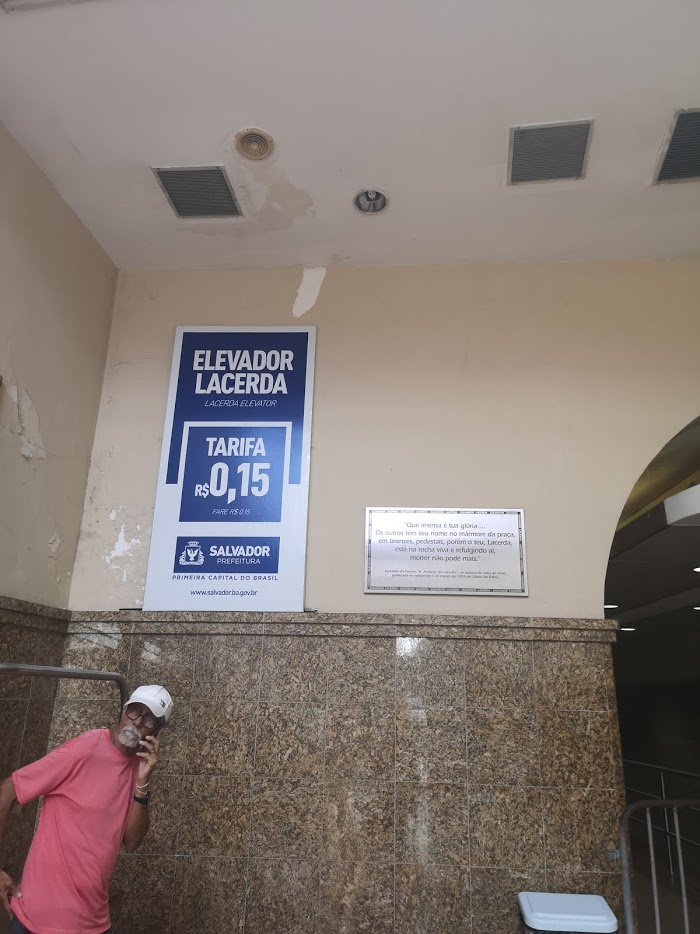 ELEVADOR
LACERDA
LACERDA ELEVATOR
TARIFA
R$0,15
FARE R$ 0,15
SALVADOR
PREFEITURA
PRIMEIRA CAPITAL DO BRASIL
www.salvador.ba.gov.br
"Que imensa é tua glória ...
Os outros têm seu nome no mármore da praça,
em bronzes, pedestais, porém o teu, Lacerda,
está na rocha viva e refulgindo aí,
morrer não pode mais."